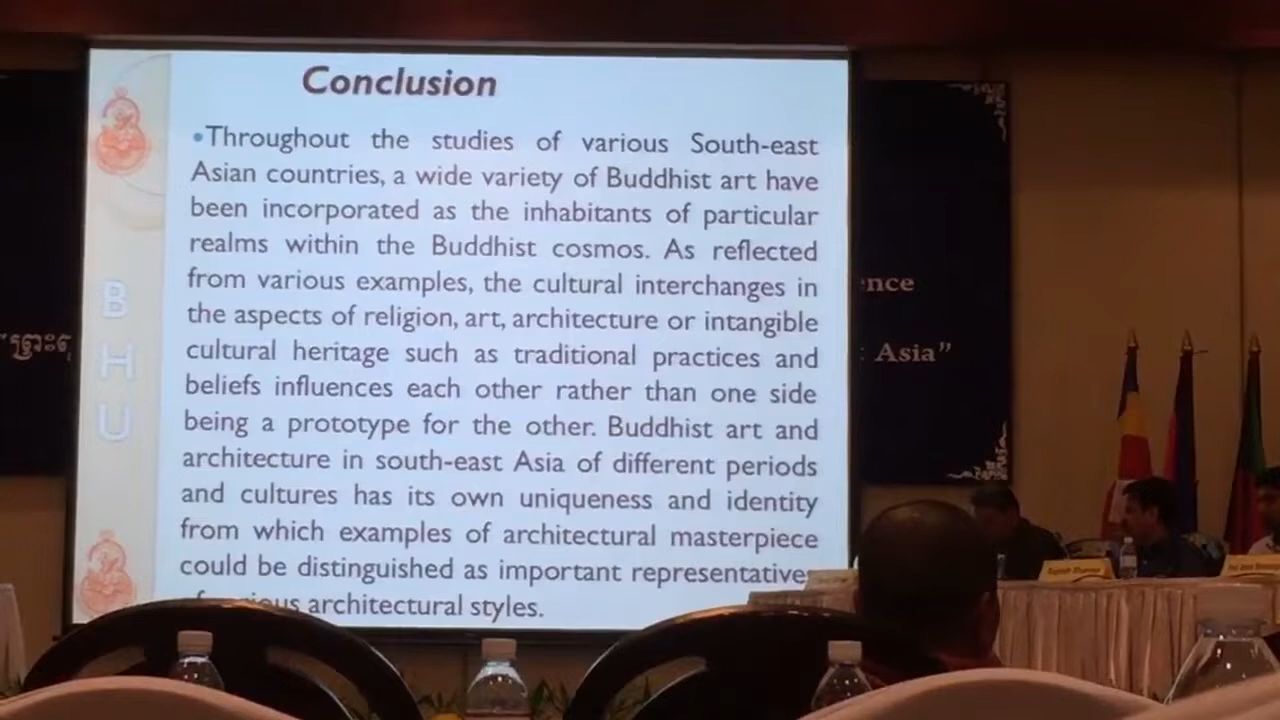 Conclusion
•Throughout the studies of various South-east
Asian countries, a wide variety of Buddhist art have
been incorporated as the inhabitants of particular
realms within the Buddhist cosmos. As reflected
from various examples, the cultural interchanges in
the aspects of religion, art, architecture or intangible
cultural heritage such as traditional practices and
beliefs influences each other rather than one side
being a prototype for the other. Buddhist art and
architecture in south-east Asia of different periods
and cultures has its own uniqueness and identity
from which examples of architectural masterpiece
could be distinguished as important representative
architectural styles.
B
H
U
Asia”